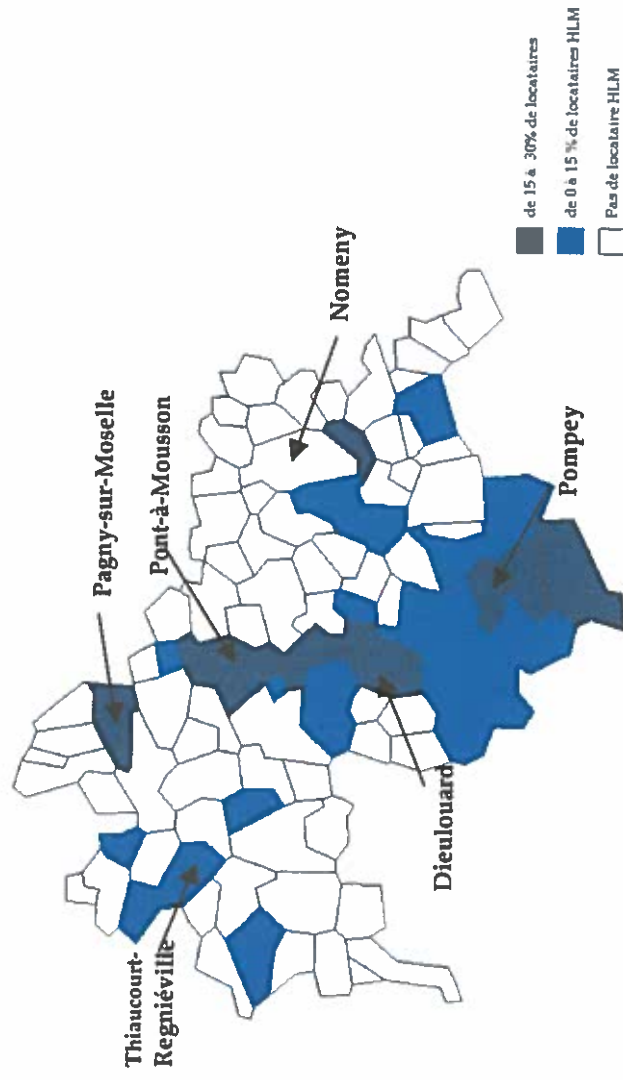 Thiaucourt-
Regniéville
Pagny-sur-Moselle
Pont-à-Mousson
Nomeny
Dieulouard
Pompey
de 15 à 30% de locataires
de 0 à 15 % de locataires HLM
Pas de locataire HLM